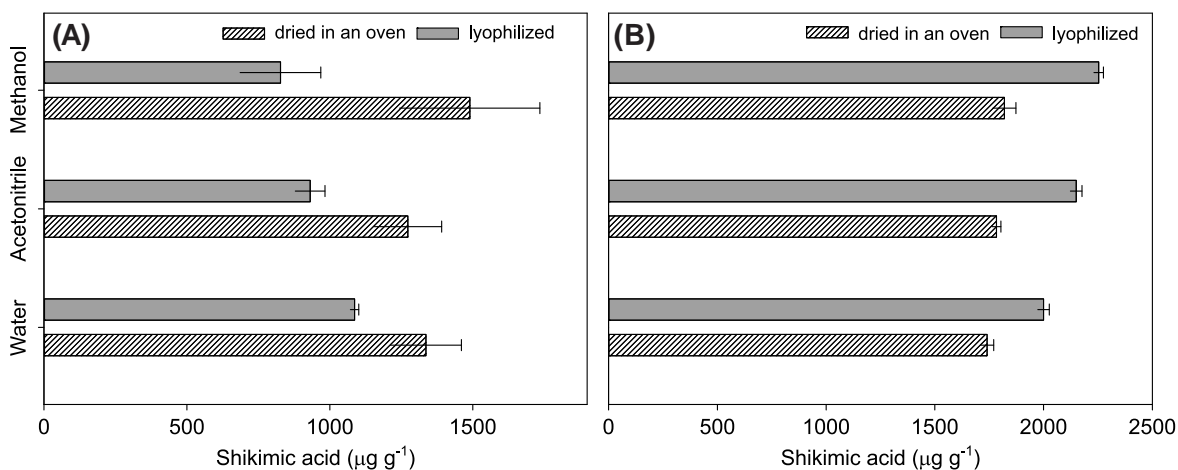 (A)
dried in an oven
lyophilized
Methanol
Acetonitrile
Water
0
500
1000
1500
Shikimic acid (μg g⁻¹)
(B)
dried in an oven
lyophilized
0
500
1000
1500
2000
2500
Shikimic acid (μg g⁻¹)